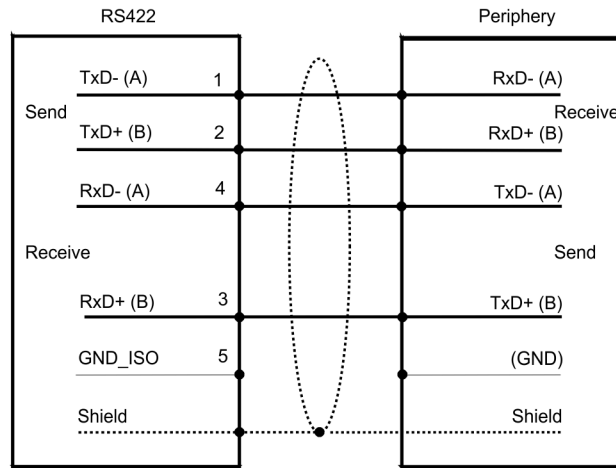 RS422 Periphery
TxD- (A) 1 RxD- (A)
Send Receive
TxD+ (B) 2 RxD+ (B)
RxD- (A) 4 TxD- (A)
Receive Send
RxD+ (B) 3 TxD+ (B)
GND_ISO 5 (GND)
Shield Shield